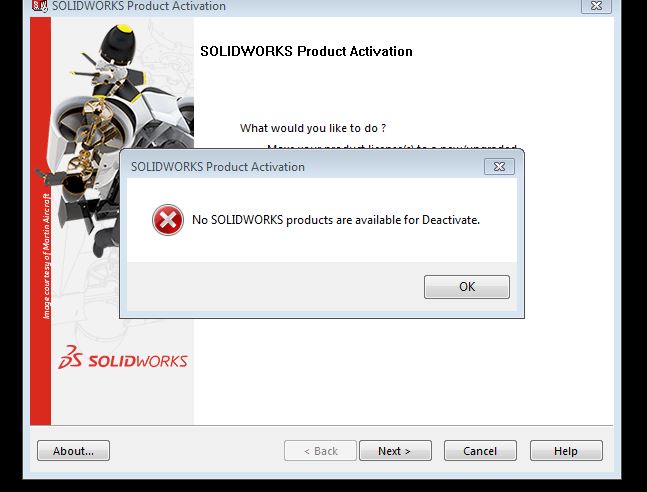 SOLIDWORKS Product Activation
SOLIDWORKS Product Activation
What would you like to do ?
Move your product license(s) to a new/upgraded
SOLIDWORKS Product Activation
No SOLIDWORKS products are available for Deactivate.
OK
Image courtesy of Martin Aircraft
SOLIDWORKS
About...
< Back
Next >
Cancel
Help